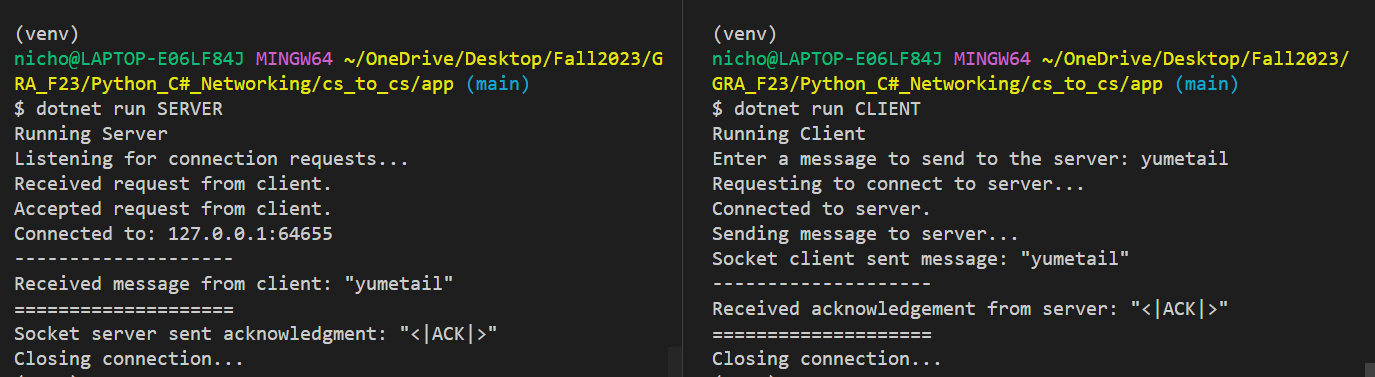 (venv)
nicho@LAPTOP-E06LF84J MINGW64 ~/OneDrive/Desktop/Fall2023/G
RA_F23/Python_C#_Networking/cs_to_cs/app (main)
$ dotnet run SERVER
Running Server
Listening for connection requests...
Received request from client.
Accepted request from client.
Connected to: 127.0.0.1:64655
--------------------
Received message from client: "yumetail"
====================
Socket server sent acknowledgment: "<|ACK|>"
Closing connection...
(venv)
nicho@LAPTOP-E06LF84J MINGW64 ~/OneDrive/Desktop/Fall2023/
GRA_F23/Python_C#_Networking/cs_to_cs/app (main)
$ dotnet run CLIENT
Running Client
Enter a message to send to the server: yumetail
Requesting to connect to server...
Connected to server.
Sending message to server...
Socket client sent message: "yumetail"
--------------------
Received acknowledgement from server: "<|ACK|>"
====================
Closing connection...